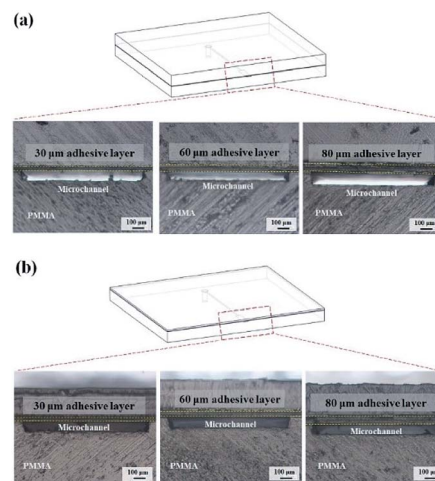 (a)
30 μm adhesive layer
60 μm adhesive layer
80 μm adhesive layer
Microchannel
Microchannel
Microchannel
PMMA
PMMA
PMMA
100 μm
100 μm
100 μm
(b)
30 μm adhesive layer
60 μm adhesive layer
80 μm adhesive layer
Microchannel
Microchannel
Microchannel
PMMA
PMMA
PMMA
100 μm
100 μm
100 μm